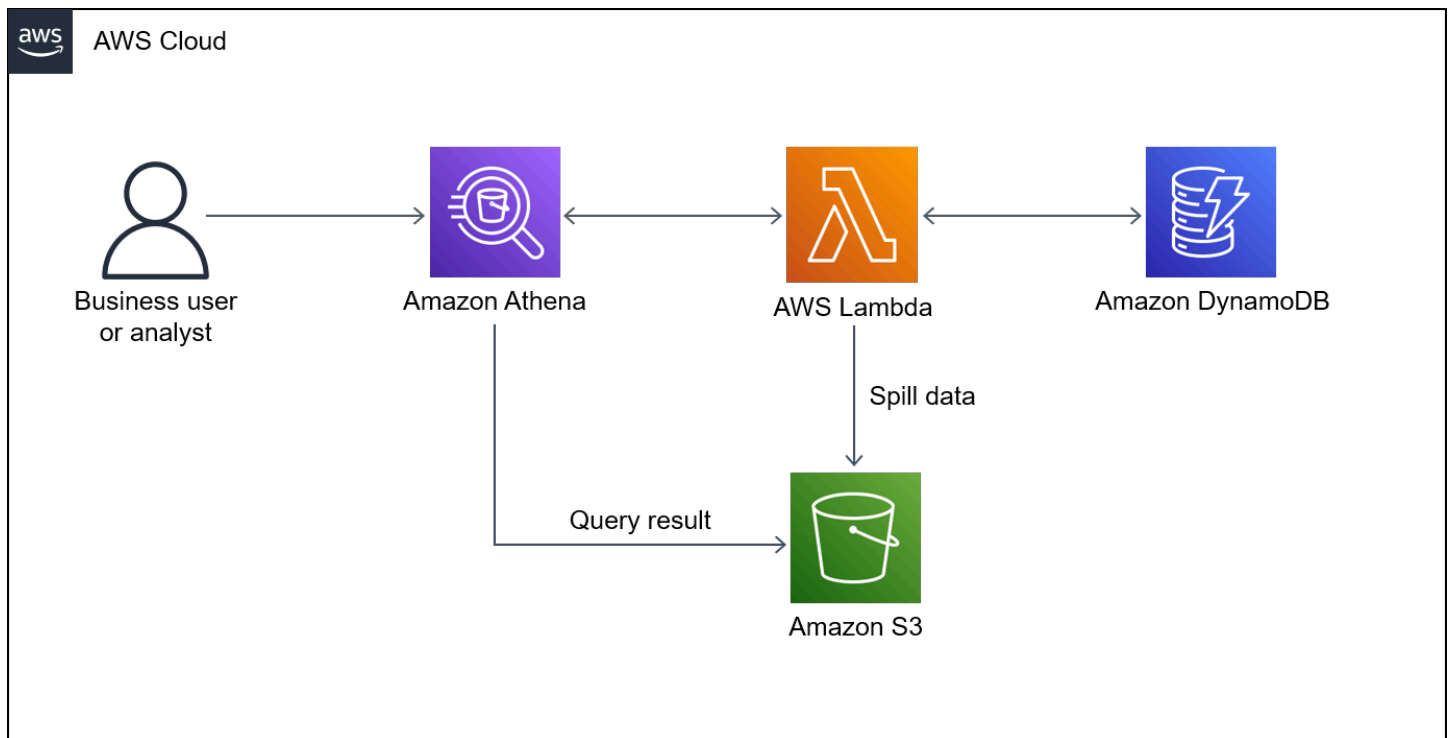 aws
AWS Cloud
Business user
or analyst
Amazon Athena
AWS Lambda
Amazon DynamoDB
Spill data
Query result
Amazon S3